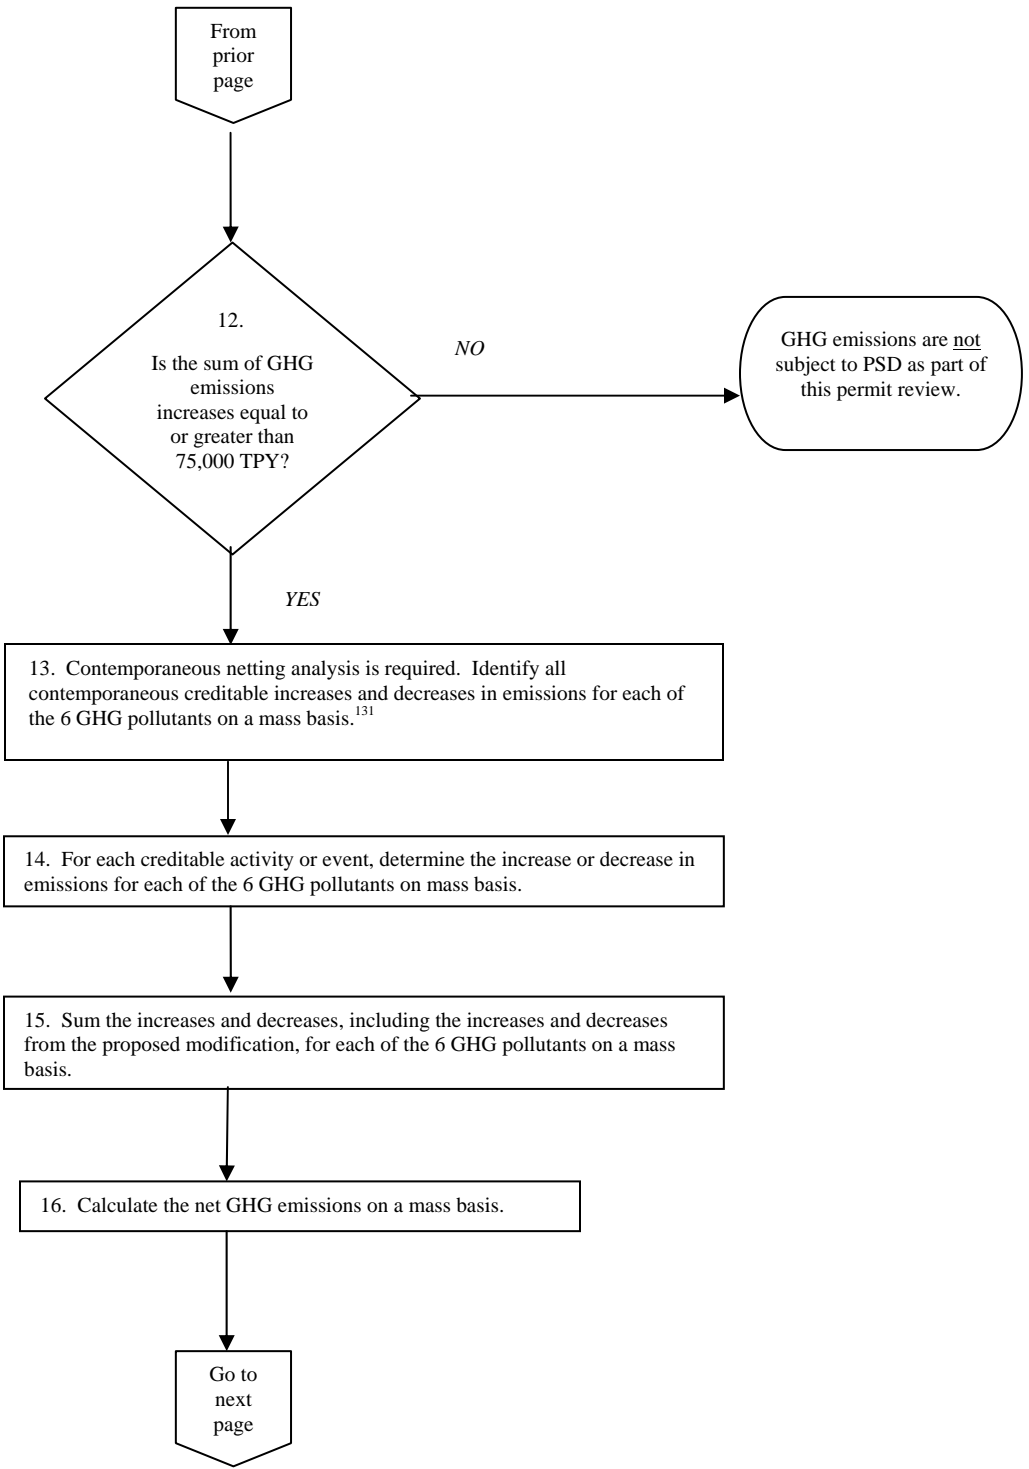 From
prior
page
12.
Is the sum of GHG
emissions
increases equal to
or greater than
75,000 TPY?
NO
GHG emissions are not
subject to PSD as part of
this permit review.
YES
13. Contemporaneous netting analysis is required. Identify all
contemporaneous creditable increases and decreases in emissions for each of
the 6 GHG pollutants on a mass basis.131
14. For each creditable activity or event, determine the increase or decrease in
emissions for each of the 6 GHG pollutants on mass basis.
15. Sum the increases and decreases, including the increases and decreases
from the proposed modification, for each of the 6 GHG pollutants on a mass
basis.
16. Calculate the net GHG emissions on a mass basis.
Go to
next
page